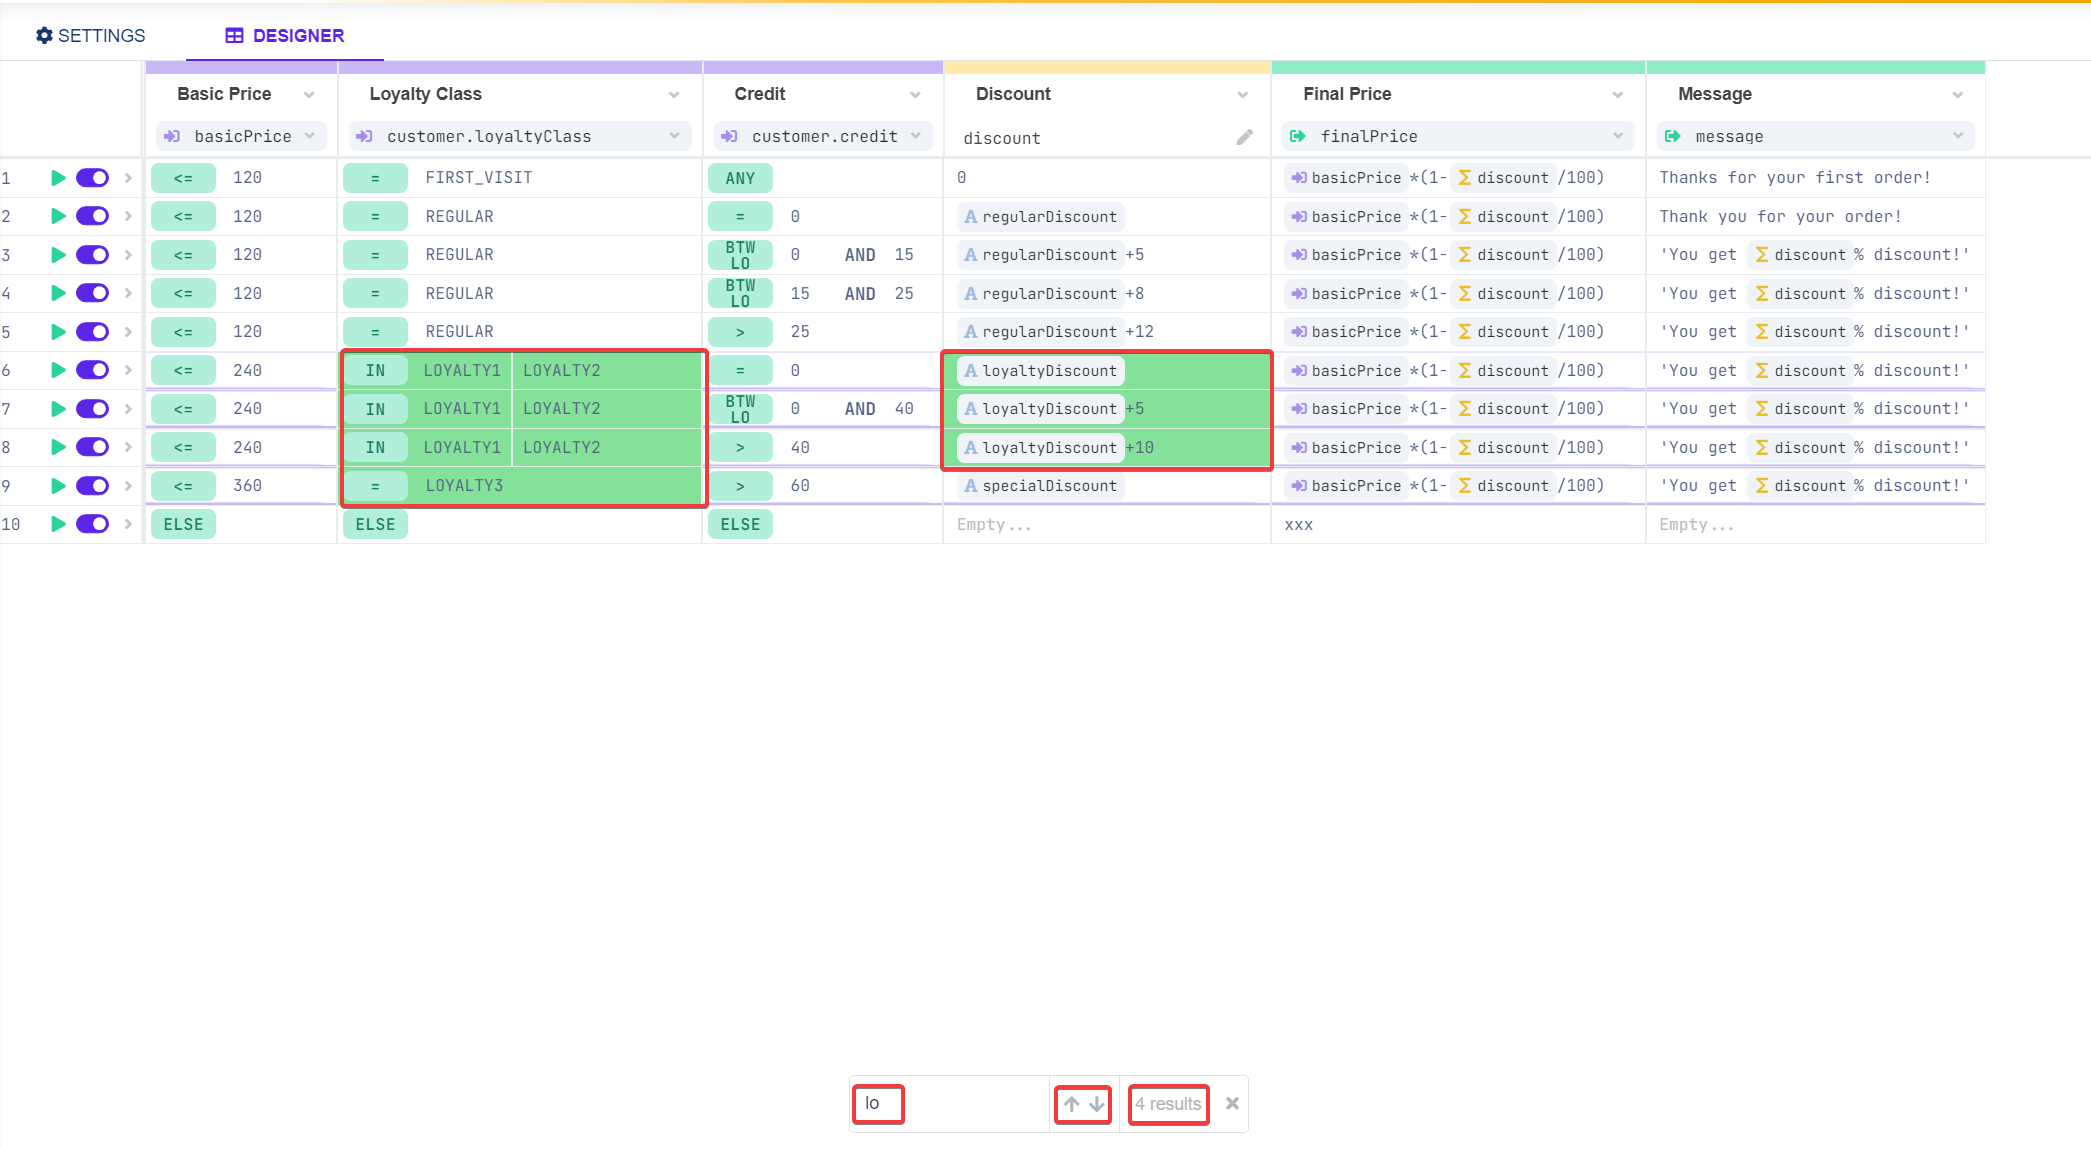 SETTINGS DESIGNER
Basic Price Loyalty Class Credit Discount Final Price Message
basicPrice customer.loyaltyClass customer.credit discount finalPrice message
1 <= 120 = FIRST_VISIT ANY 0 basicPrice*(1-Σ discount/100) Thanks for your first order!
2 <= 120 = REGULAR = 0 A regularDiscount basicPrice*(1-Σ discount/100) Thank you for your order!
3 <= 120 = REGULAR BTW LO 0 AND 15 A regularDiscount+5 basicPrice*(1-Σ discount/100) 'You get Σ discount% discount!'
4 <= 120 = REGULAR BTW LO 15 AND 25 A regularDiscount+8 basicPrice*(1-Σ discount/100) 'You get Σ discount% discount!'
5 <= 120 = REGULAR > 25 A regularDiscount+12 basicPrice*(1-Σ discount/100) 'You get Σ discount% discount!'
6 <= 240 IN LOYALTY1 LOYALTY2 = 0 A loyaltyDiscount basicPrice*(1-Σ discount/100) 'You get Σ discount% discount!'
7 <= 240 IN LOYALTY1 LOYALTY2 BTW LO 0 AND 40 A loyaltyDiscount+5 basicPrice*(1-Σ discount/100) 'You get Σ discount% discount!'
8 <= 240 IN LOYALTY1 LOYALTY2 > 40 A loyaltyDiscount+10 basicPrice*(1-Σ discount/100) 'You get Σ discount% discount!'
9 <= 360 = LOYALTY3 > 60 A specialDiscount basicPrice*(1-Σ discount/100) 'You get Σ discount% discount!'
10 ELSE ELSE ELSE Empty... xxx Empty...
lo 4 results